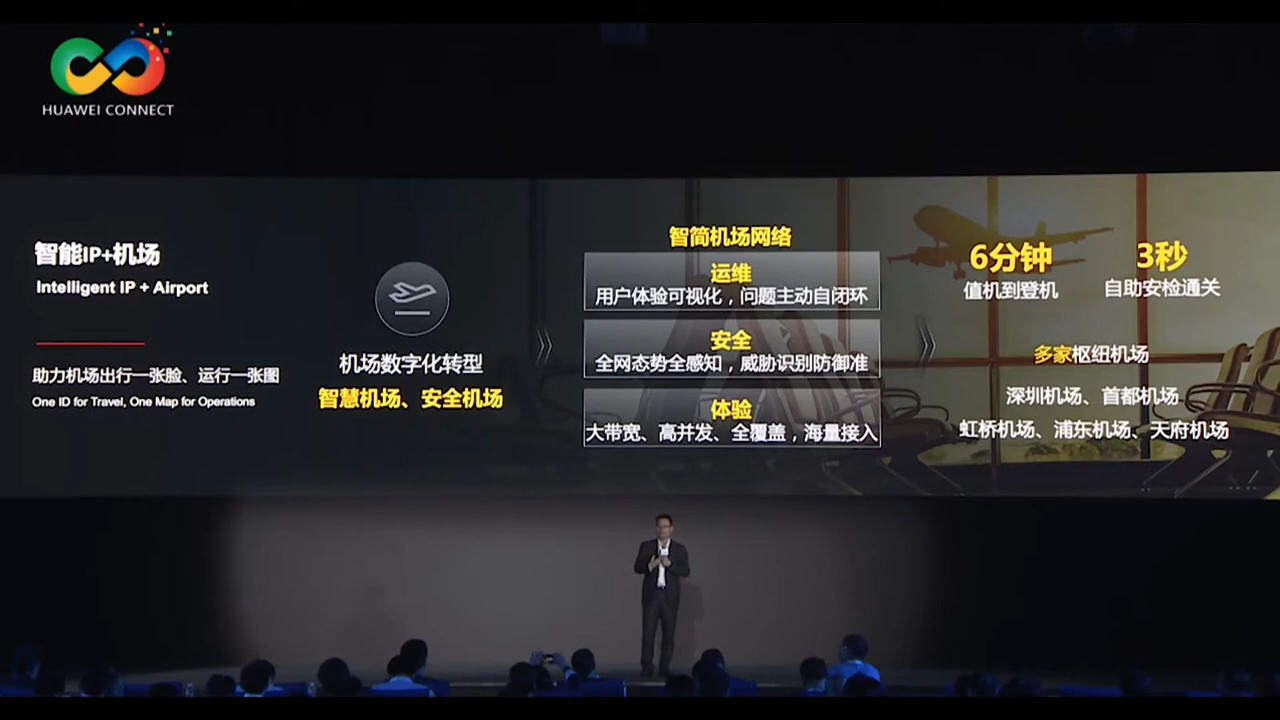 HUAWEI CONNECT
智能IP+机场
Intelligent IP + Airport
助力机场出行一张脸、运行一张图
One ID for Travel, One Map for Operations
机场数字化转型
智慧机场、安全机场
智简机场网络
运维
用户体验可视化，问题主动自闭环
安全
全网态势全感知，威胁识别防御准
体验
大带宽、高并发、全覆盖，海量接入
6分钟
值机到登机
3秒
自助安检通关
多家枢纽机场
深圳机场、首都机场
虹桥机场、浦东机场、天府机场